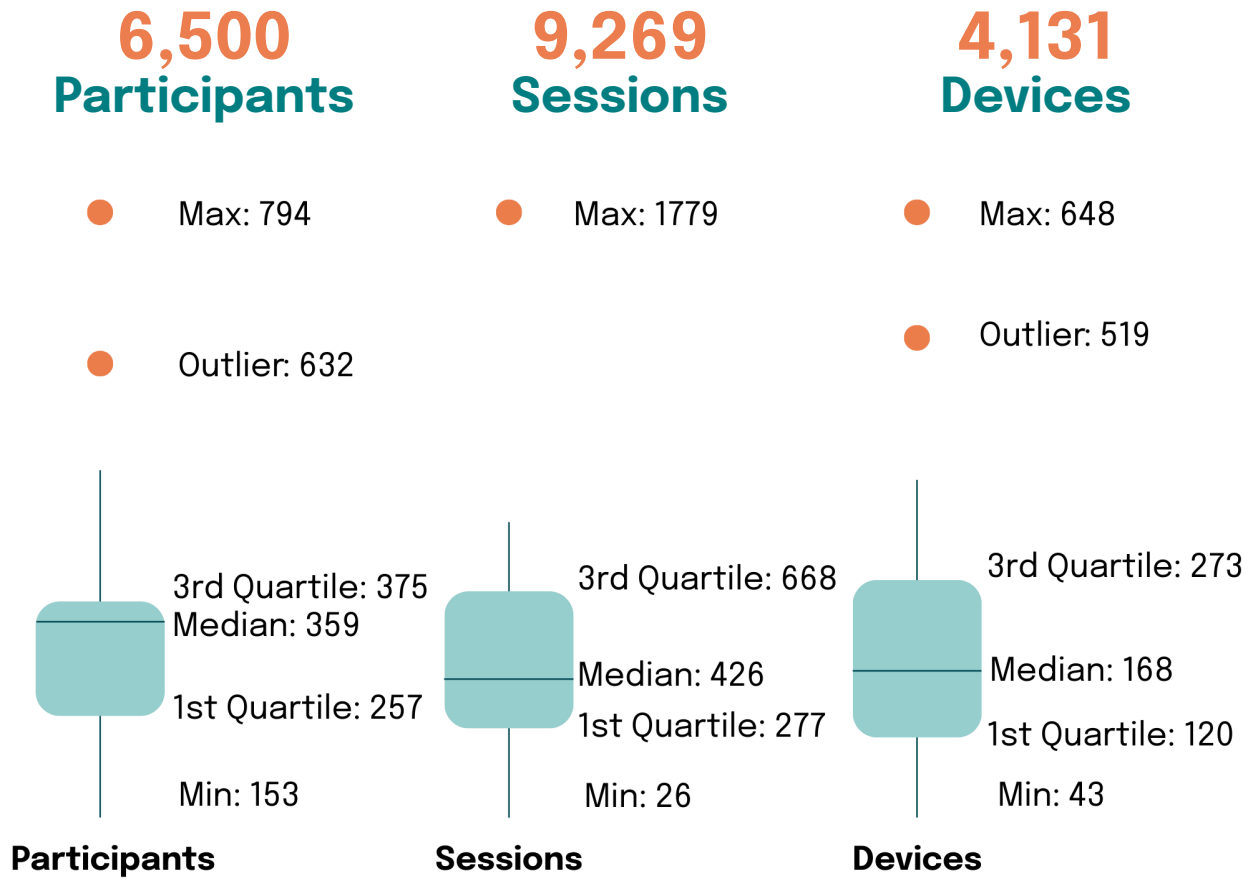 6,500
Participants
9,269
Sessions
4,131
Devices
Max: 794
Outlier: 632
3rd Quartile: 375
Median: 359
1st Quartile: 257
Min: 153
Participants
Max: 1779
3rd Quartile: 668
Median: 426
1st Quartile: 277
Min: 26
Sessions
Max: 648
Outlier: 519
3rd Quartile: 273
Median: 168
1st Quartile: 120
Min: 43
Devices